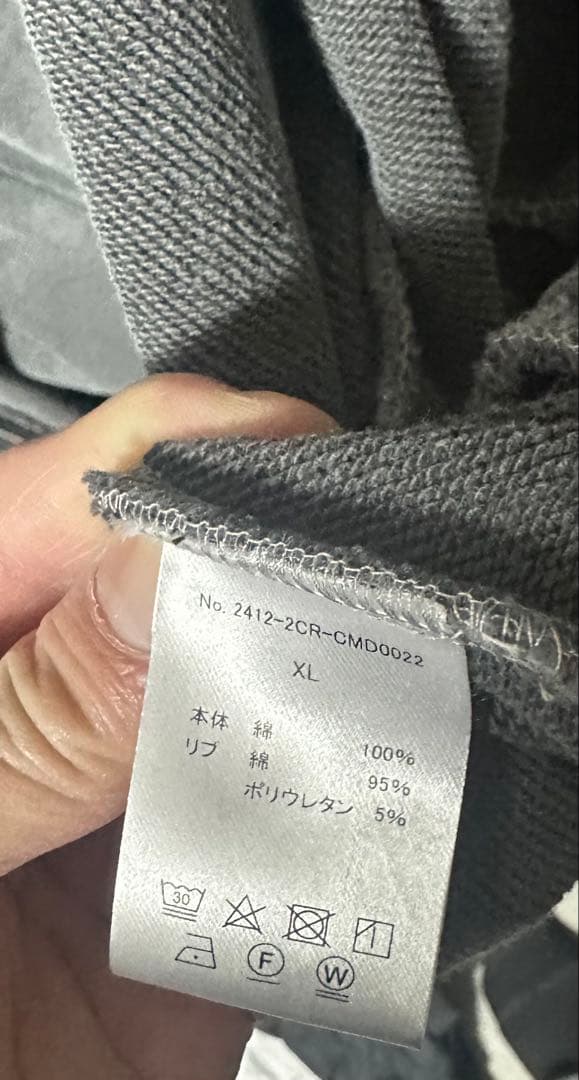 No. 2412-2CR-CMD0022
XL
本体 綿 100%
リブ 綿 95%
ポリウレタン 5%
30
F
W